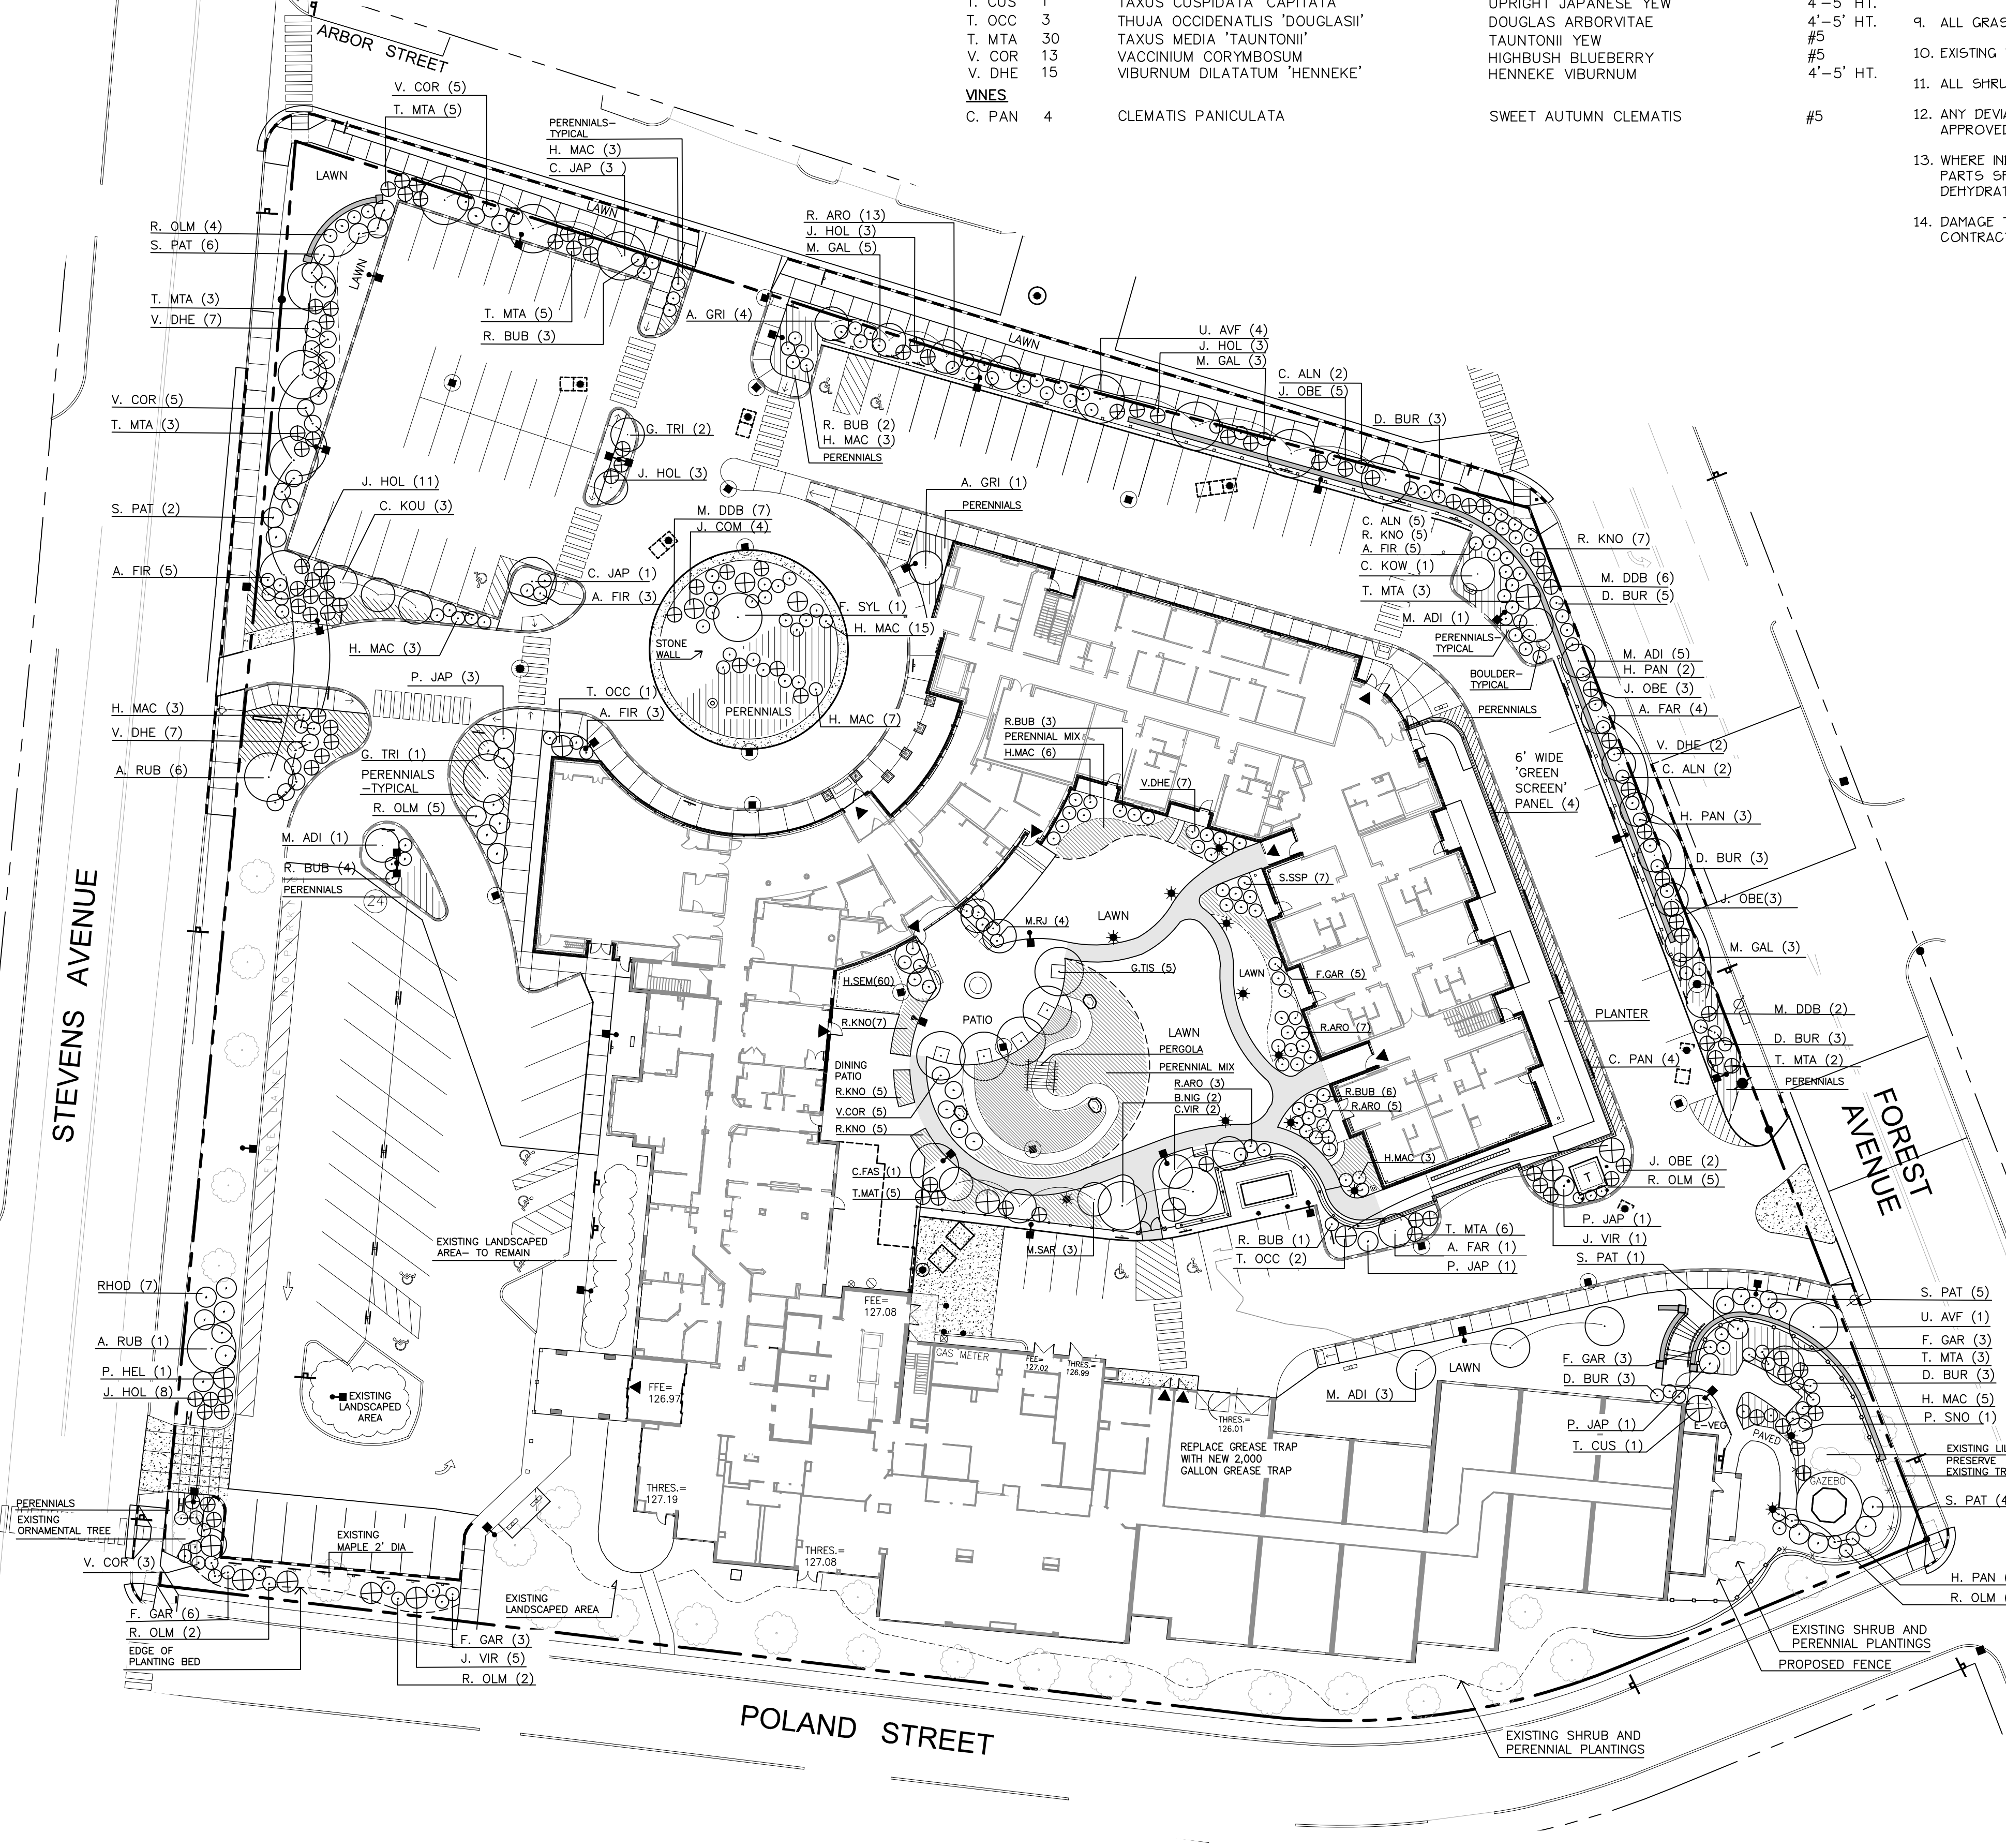 T. CUS 1 TAXUS CUSPIDATA 'CAPITATA' UPRIGHT JAPANESE YEW 4'-5' HT.
T. OCC 3 THUJA OCCIDENATLIS 'DOUGLASII' DOUGLAS ARBORVITAE 4'-5' HT.
T. MTA 30 TAXUS MEDIA 'TAUNTONII' TAUNTONII YEW #5
V. COR 13 VACCINIUM CORYMBOSUM HIGHBUSH BLUEBERRY #5
V. DHE 15 VIBURNUM DILATATUM 'HENNEKE' HENNEKE VIBURNUM 4'-5' HT.
VINES
C. PAN 4 CLEMATIS PANICULATA SWEET AUTUMN CLEMATIS #5
9. ALL GRAS
10. EXISTING
11. ALL SHRU
12. ANY DEVIA
APPROVED
13. WHERE IN
PARTS SF
DEHYDRAT
14. DAMAGE T
CONTRACT
ARBOR STREET
V. COR (5)
T. MTA (5)
PERENNIALS-
TYPICAL
H. MAC (3)
C. JAP (3)
LAWN
LAWN
LAWN
R. OLM (4)
S. PAT (6)
T. MTA (3)
V. DHE (7)
T. MTA (5)
R. BUB (3)
R. ARO (13)
J. HOL (3)
M. GAL (5)
A. GRI (4)
LAWN
U. AVF (4)
J. HOL (3)
M. GAL (3)
C. ALN (2)
J. OBE (5)
D. BUR (3)
V. COR (5)
T. MTA (3)
G. TRI (2)
R. BUB (2)
H. MAC (3)
PERENNIALS
J. HOL (3)
J. HOL (11)
C. KOU (3)
S. PAT (2)
A. GRI (1)
PERENNIALS
M. DDB (7)
J. COM (4)
C. ALN (5)
R. KNO (5)
A. FIR (5)
C. KOW (1)
T. MTA (3)
M. ADI (1)
PERENNIALS-
TYPICAL
R. KNO (7)
M. DDB (6)
D. BUR (5)
A. FIR (5)
C. JAP (1)
A. FIR (3)
F. SYL (1)
H. MAC (15)
STONE
WALL
H. MAC (3)
PERENNIALS
H. MAC (7)
M. ADI (5)
H. PAN (2)
J. OBE (3)
A. FAR (4)
BOULDER-
TYPICAL
PERENNIALS
P. JAP (3)
T. OCC (1)
A. FIR (3)
H. MAC (3)
V. DHE (7)
A. RUB (6)
G. TRI (1)
PERENNIALS
-TYPICAL
R. OLM (5)
R.BUB (3)
PERENNIAL MIX
H.MAC (6)
V.DHE (7)
6' WIDE
'GREEN
SCREEN'
PANEL (4)
V. DHE (2)
C. ALN (2)
H. PAN (3)
D. BUR (3)
J. OBE(3)
M. GAL (3)
M. ADI (1)
R. BUB (4)
PERENNIALS
24
NO PARK
FIRE LANE
STEVENS AVENUE
S.SSP (7)
M.RJ (4)
LAWN
G.TIS (5)
LAWN
F.GAR (5)
H.SEM(60)
R.KNO(7)
PATIO
LAWN
PERGOLA
PERENNIAL MIX
R.ARO (7)
DINING
PATIO
R.KNO (5)
V.COR (5)
R.KNO (5)
R.ARO (3)
B.NIG (2)
C.VIR (2)
R.BUB (6)
R.ARO (5)
C.FAS (1)
T.MAT (5)
M.SAR (3)
H.MAC (3)
PLANTER
C. PAN (4)
M. DDB (2)
D. BUR (3)
T. MTA (2)
PERENNIALS
FOREST
AVENUE
J. OBE (2)
R. OLM (5)
T
P. JAP (1)
J. VIR (1)
S. PAT (1)
R. BUB (1)
T. OCC (2)
T. MTA (6)
A. FAR (1)
P. JAP (1)
EXISTING LANDSCAPED
AREA- TO REMAIN
RHOD (7)
A. RUB (1)
P. HEL (1)
J. HOL (8)
EXISTING
LANDSCAPED
AREA
FEE=
127.08
GAS METER
FEE=
127.02
THRES.=
126.99
FFE=
126.97
LAWN
M. ADI (3)
THRES.=
126.01
REPLACE GREASE TRAP
WITH NEW 2,000
GALLON GREASE TRAP
S. PAT (5)
U. AVF (1)
F. GAR (3)
T. MTA (3)
D. BUR (3)
H. MAC (5)
P. SNO (1)
F. GAR (3)
D. BUR (3)
P. JAP (1)
T. CUS (1)
E-VEG
PAVED
EXISTING LIL
PRESERVE
EXISTING TR
GAZEBO
S. PAT (4
H. PAN (
R. OLM (
THRES.=
127.19
THRES.=
127.08
PERENNIALS
EXISTING
ORNAMENTAL TREE
V. COR (3)
EXISTING
MAPLE 2' DIA
F. GAR (6)
R. OLM (2)
EDGE OF
PLANTING BED
F. GAR (3)
J. VIR (5)
R. OLM (2)
EXISTING
LANDSCAPED AREA
EXISTING SHRUB AND
PERENNIAL PLANTINGS
PROPOSED FENCE
POLAND STREET
EXISTING SHRUB AND
PERENNIAL PLANTINGS